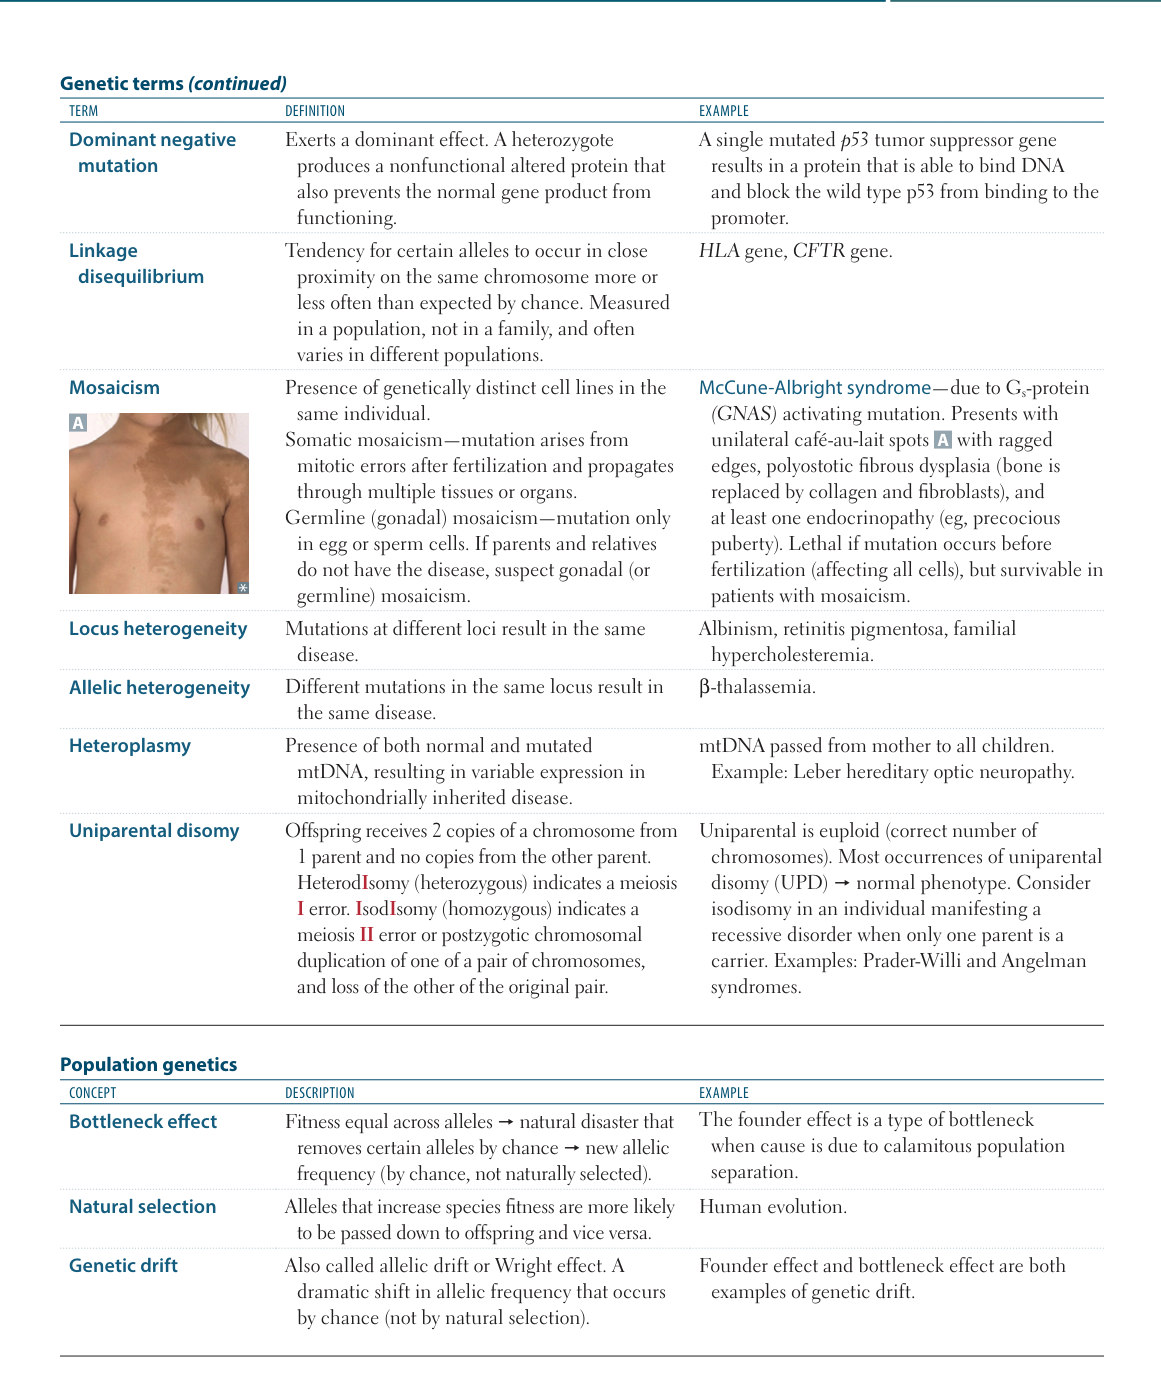 Genetic terms (continued)
TERM DEFINITION EXAMPLE
Dominant negative
mutation
Exerts a dominant effect. A heterozygote
produces a nonfunctional altered protein that
also prevents the normal gene product from
functioning.
A single mutated p53 tumor suppressor gene
results in a protein that is able to bind DNA
and block the wild type p53 from binding to the
promoter.
Linkage
disequilibrium
Tendency for certain alleles to occur in close
proximity on the same chromosome more or
less often than expected by chance. Measured
in a population, not in a family, and often
varies in different populations.
HLA gene, CFTR gene.
Mosaicism
A
Presence of genetically distinct cell lines in the
same individual.
Somatic mosaicism—mutation arises from
mitotic errors after fertilization and propagates
through multiple tissues or organs.
Germline (gonadal) mosaicism—mutation only
in egg or sperm cells. If parents and relatives
do not have the disease, suspect gonadal (or
germline) mosaicism.
McCune-Albright syndrome—due to Gs-protein
(GNAS) activating mutation. Presents with
unilateral café-au-lait spots A with ragged
edges, polyostotic fibrous dysplasia (bone is
replaced by collagen and fibroblasts), and
at least one endocrinopathy (eg, precocious
puberty). Lethal if mutation occurs before
fertilization (affecting all cells), but survivable in
patients with mosaicism.
Locus heterogeneity
Mutations at different loci result in the same
disease.
Albinism, retinitis pigmentosa, familial
hypercholesteremia.
Allelic heterogeneity
Different mutations in the same locus result in
the same disease.
β-thalassemia.
Heteroplasmy
Presence of both normal and mutated
mtDNA, resulting in variable expression in
mitochondrially inherited disease.
mtDNA passed from mother to all children.
Example: Leber hereditary optic neuropathy.
Uniparental disomy
Offspring receives 2 copies of a chromosome from
1 parent and no copies from the other parent.
HeterodIsomy (heterozygous) indicates a meiosis
I error. IsodIsomy (homozygous) indicates a
meiosis II error or postzygotic chromosomal
duplication of one of a pair of chromosomes,
and loss of the other of the original pair.
Uniparental is euploid (correct number of
chromosomes). Most occurrences of uniparental
disomy (UPD) → normal phenotype. Consider
isodisomy in an individual manifesting a
recessive disorder when only one parent is a
carrier. Examples: Prader-Willi and Angelman
syndromes.
Population genetics
CONCEPT DESCRIPTION EXAMPLE
Bottleneck effect
Fitness equal across alleles → natural disaster that
removes certain alleles by chance → new allelic
frequency (by chance, not naturally selected).
The founder effect is a type of bottleneck
when cause is due to calamitous population
separation.
Natural selection
Alleles that increase species fitness are more likely
to be passed down to offspring and vice versa.
Human evolution.
Genetic drift
Also called allelic drift or Wright effect. A
dramatic shift in allelic frequency that occurs
by chance (not by natural selection).
Founder effect and bottleneck effect are both
examples of genetic drift.